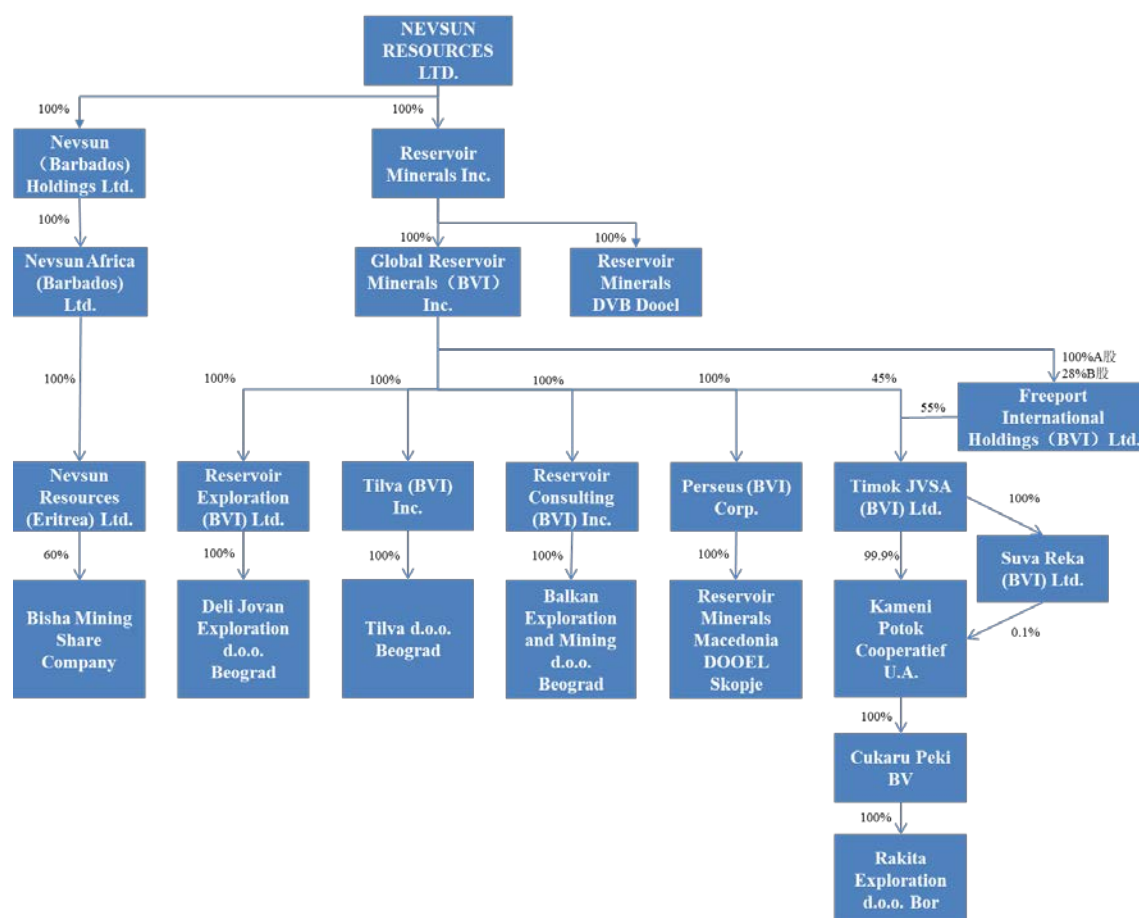 NEVSUN
RESOURCES
LTD.
100%
100%
Nevsun
（Barbados)
Holdings Ltd.
Reservoir
Minerals Inc.
100%
100%
100%
Nevsun Africa
(Barbados)
Ltd.
Global Reservoir
Minerals（BVI）
Inc.
Reservoir
Minerals
DVB Dooel
100%
100%
100%
100%
100%
45%
100%A股
28%B股
55%
Freeport
International
Holdings（BVI）Ltd.
Nevsun
Resources
(Eritrea) Ltd.
Reservoir
Exploration
(BVI) Ltd.
Tilva (BVI)
Inc.
Reservoir
Consulting
(BVI) Inc.
Perseus (BVI)
Corp.
Timok JVSA
(BVI) Ltd.
100%
60%
100%
100%
100%
100%
99.9%
Suva Reka
(BVI) Ltd.
0.1%
Bisha Mining
Share
Company
Deli Jovan
Exploration
d.o.o.
Beograd
Tilva d.o.o.
Beograd
Balkan
Exploration
and Mining
d.o.o.
Beograd
Reservoir
Minerals
Macedonia
DOOEL
Skopje
Kameni
Potok
Cooperatief
U.A.
100%
Cukaru Peki
BV
100%
Rakita
Exploration
d.o.o. Bor